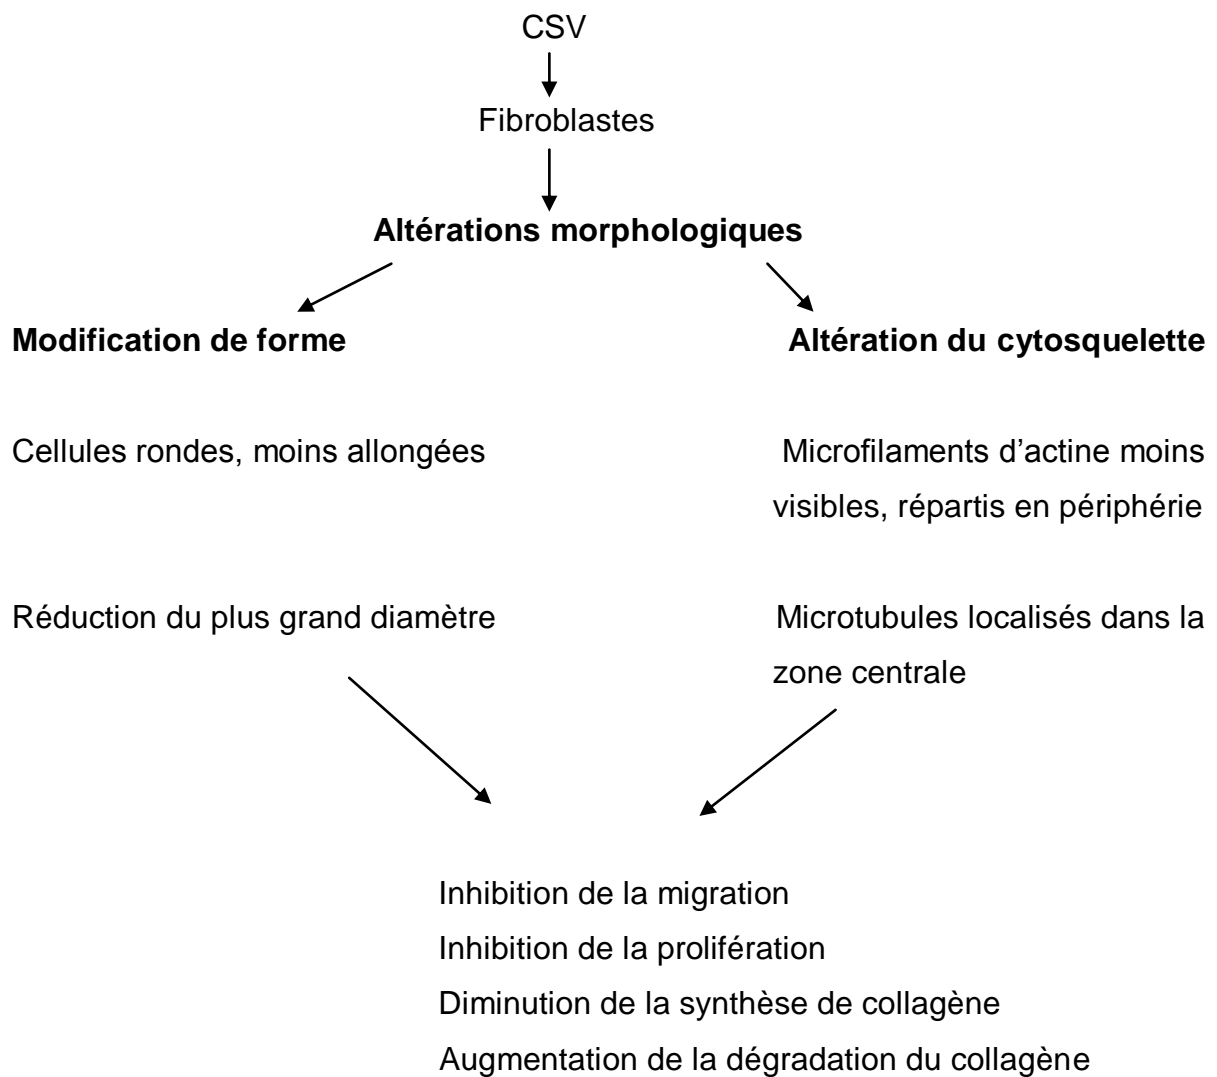 CSV
Fibroblastes
Altérations morphologiques
Modification de forme
Altération du cytosquelette
Cellules rondes, moins allongées
Microfilaments d’actine moins
visibles, répartis en périphérie
Réduction du plus grand diamètre
Microtubules localisés dans la
zone centrale
Inhibition de la migration
Inhibition de la prolifération
Diminution de la synthèse de collagène
Augmentation de la dégradation du collagène